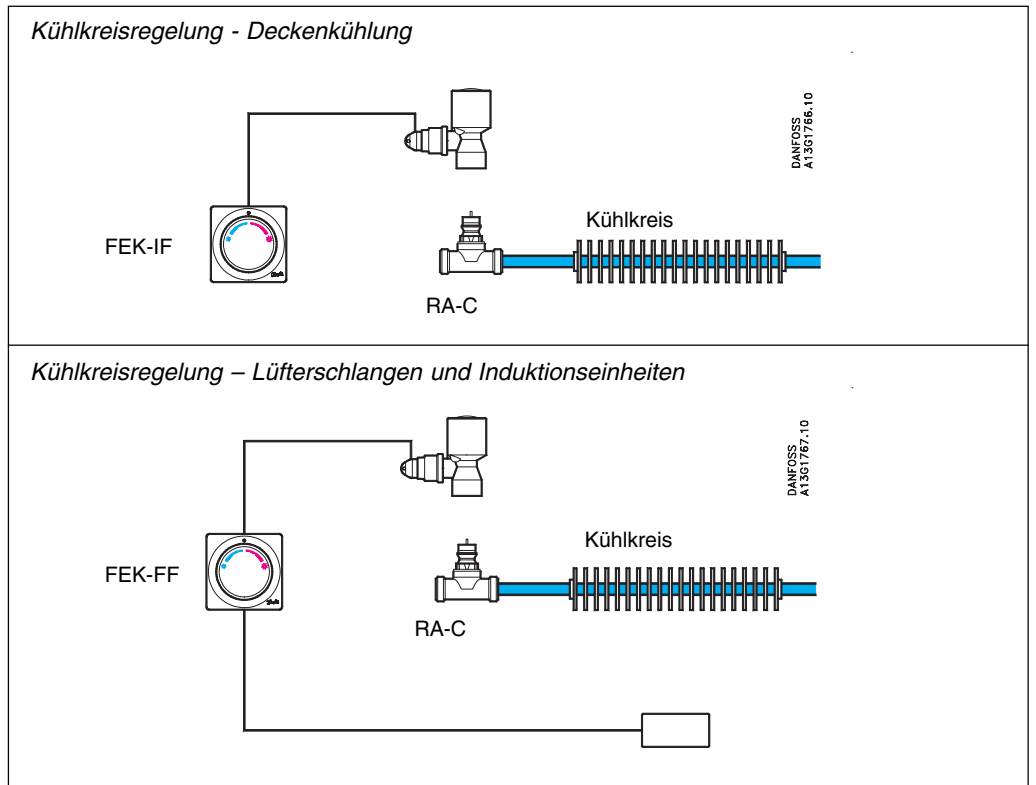 Kühlkreisregelung - Deckenkühlung
DANFOSS
A13G1766.10
Kühlkreis
FEK-IF
RA-C
Kühlkreisregelung – Lüfterschlangen und Induktionseinheiten
DANFOSS
A13G1767.10
Kühlkreis
FEK-FF
RA-C